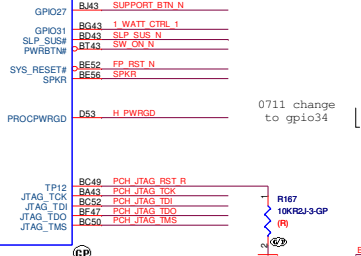 GPIO27 BJ43 SUPPORT_BTN_N
GPIO31 BG43 1_WATT_CTRL_1
SLP_SUS# BD43 SLP_SUS_N
PWRBTN# BT43 SW_ON_N
SYS_RESET# BE52 FP_RST_N
SPKR BE56 SPKR
PROCPWRGD D53 H_PWRGD
0711 change
to gpio34
TP12 BC49 PCH_JTAG_RST_R
JTAG_TCK BA43 PCH_JTAG_TCK
JTAG_TDI BC52 PCH_JTAG_TDI
JTAG_TDO BF47 PCH_JTAG_TDO
JTAG_TMS BC50 PCH_JTAG_TMS
1
R167
10KR2J-3-GP
(R)
2